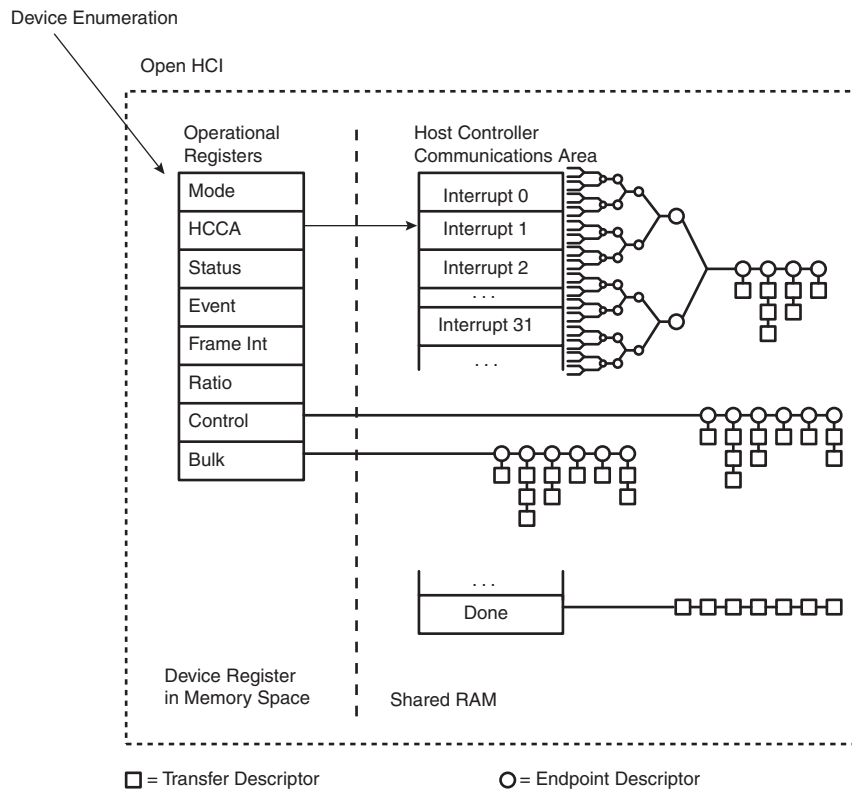 Device Enumeration
Open HCI
Operational
Registers
Mode
HCCA
Status
Event
Frame Int
Ratio
Control
Bulk
Host Controller
Communications Area
Interrupt 0
Interrupt 1
Interrupt 2
. . .
Interrupt 31
. . .
. . .
Done
Device Register
in Memory Space
Shared RAM
= Transfer Descriptor
= Endpoint Descriptor